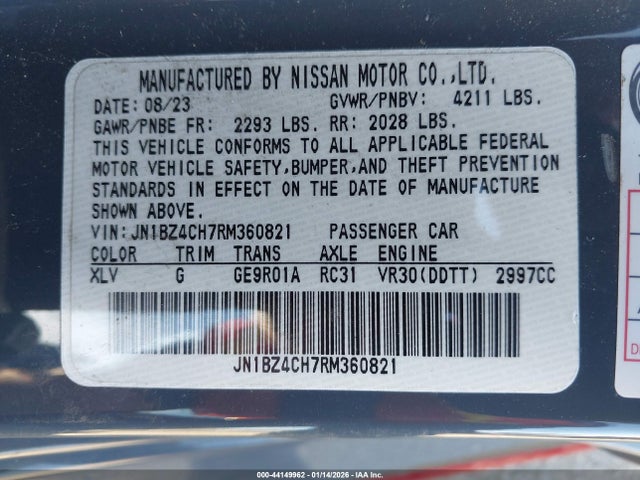 MANUFACTURED BY NISSAN MOTOR CO.,LTD.
DATE: 08/23 GVWR/PNBV: 4211 LBS.
GAWR/PNBE FR: 2293 LBS. RR: 2028 LBS.
THIS VEHICLE CONFORMS TO ALL APPLICABLE FEDERAL
MOTOR VEHICLE SAFETY,BUMPER,AND THEFT PREVENTION
STANDARDS IN EFFECT ON THE DATE OF MANUFACTURE
SHOWN ABOVE.
VIN:JN1BZ4CH7RM360821 PASSENGER CAR
COLOR TRIM TRANS AXLE ENGINE
XLV G GE9R01A RC31 VR30(DDTT) 2997CC
JN1BZ4CH7RM360821
000-44149962 - 01/14/2026 - IAA Inc.